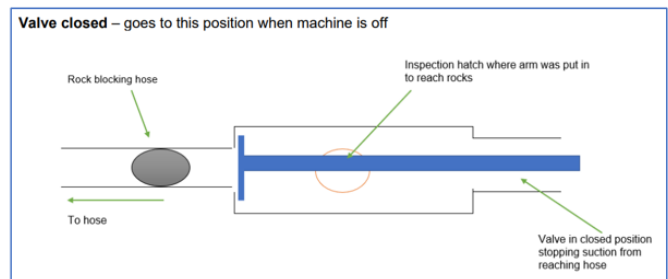 Valve closed – goes to this position when machine is off
Rock blocking hose
Inspection hatch where arm was put in
to reach rocks
To hose
Valve in closed position
stopping suction from
reaching hose